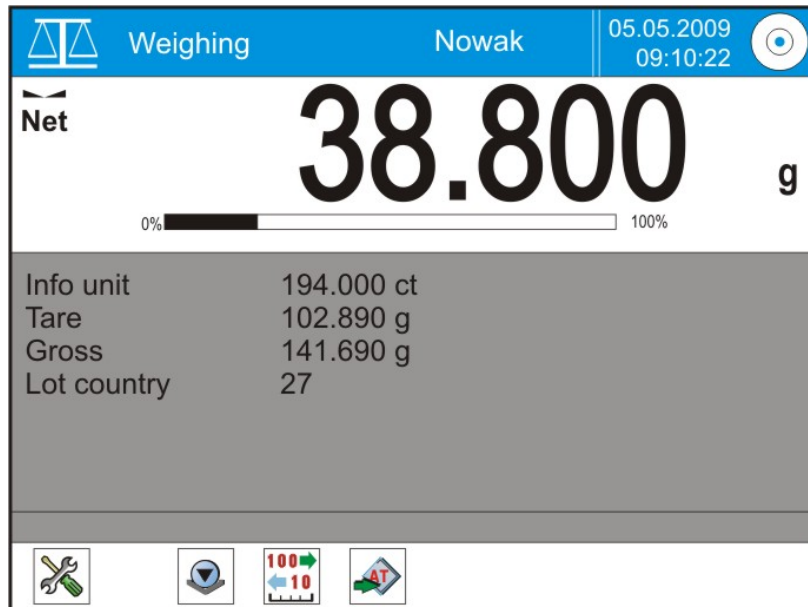 Weighing Nowak 05.05.2009
09:10:22
Net
38.800 g
0% 100%
Info unit 194.000 ct
Tare 102.890 g
Gross 141.690 g
Lot country 27
100
10
AT